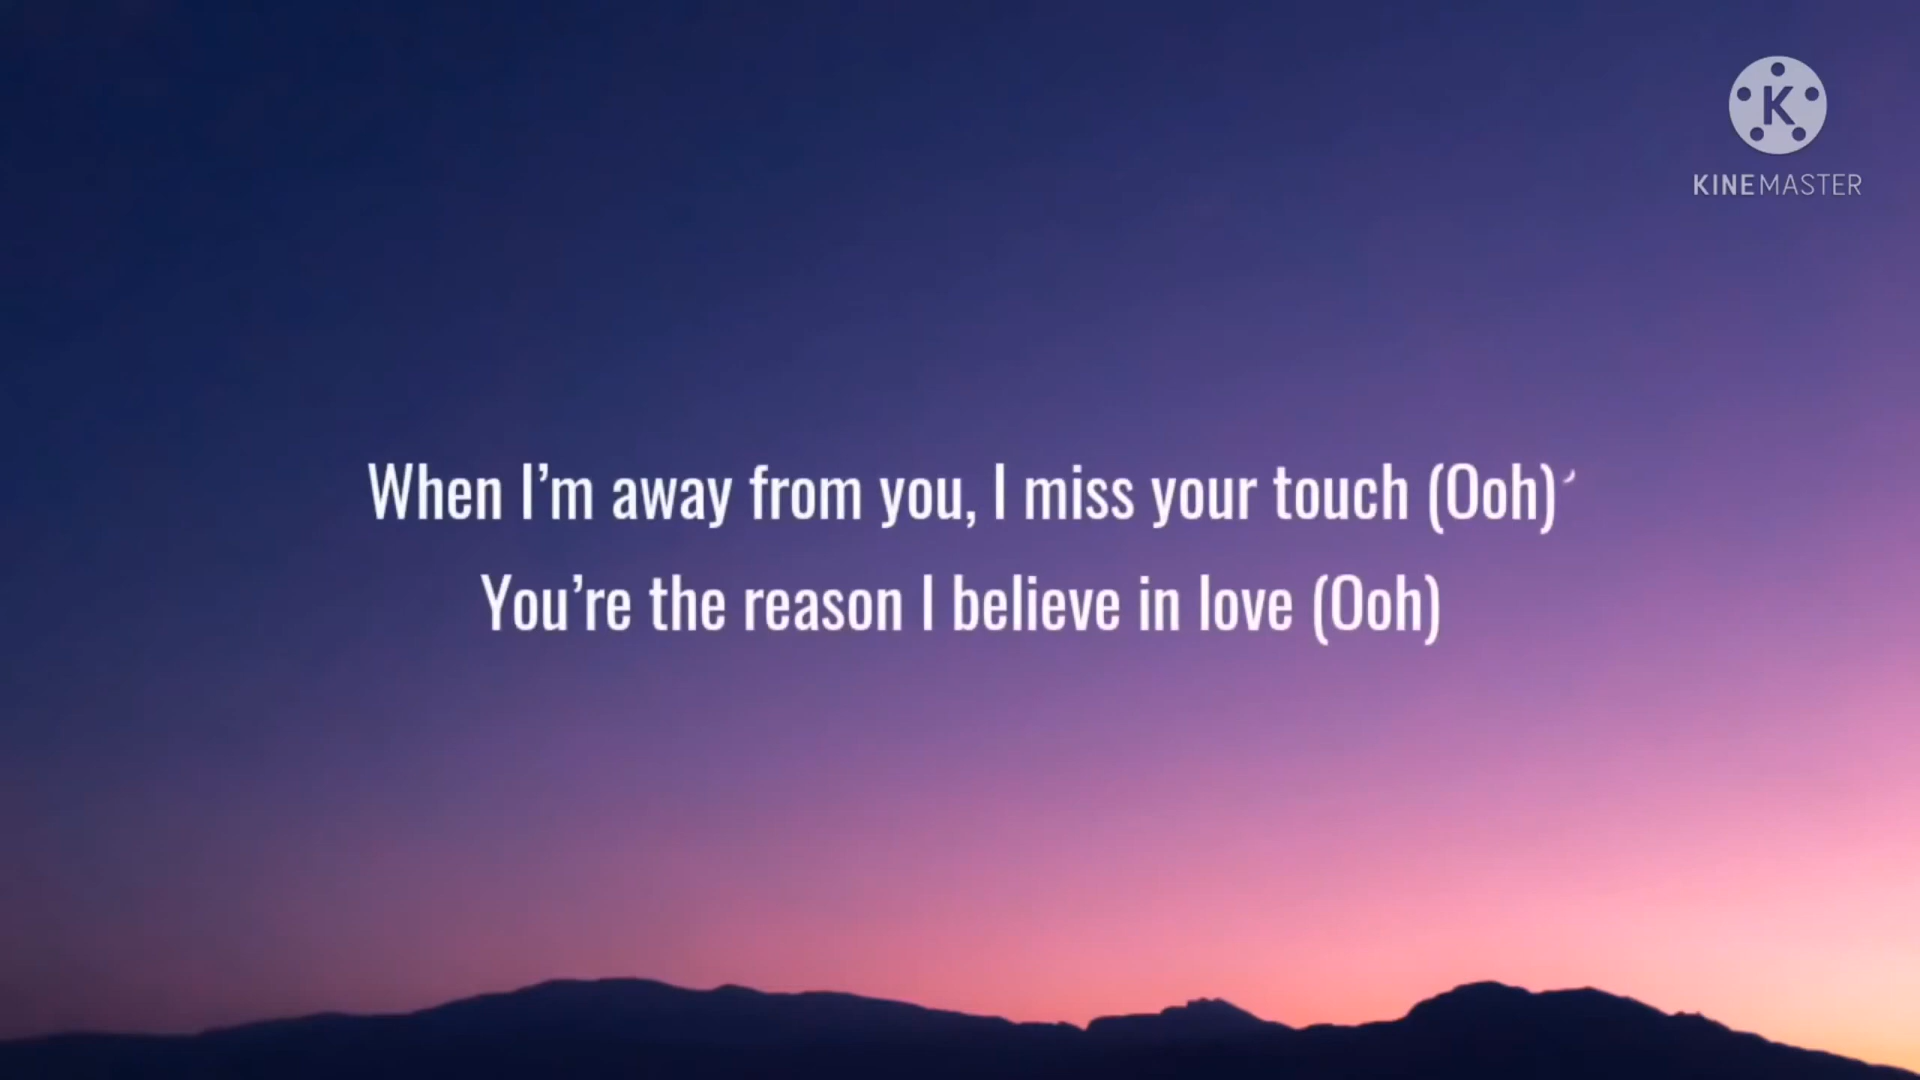 K
KINEMASTER
When I’m away from you, I miss your touch (Ooh)
You’re the reason I believe in love (Ooh)